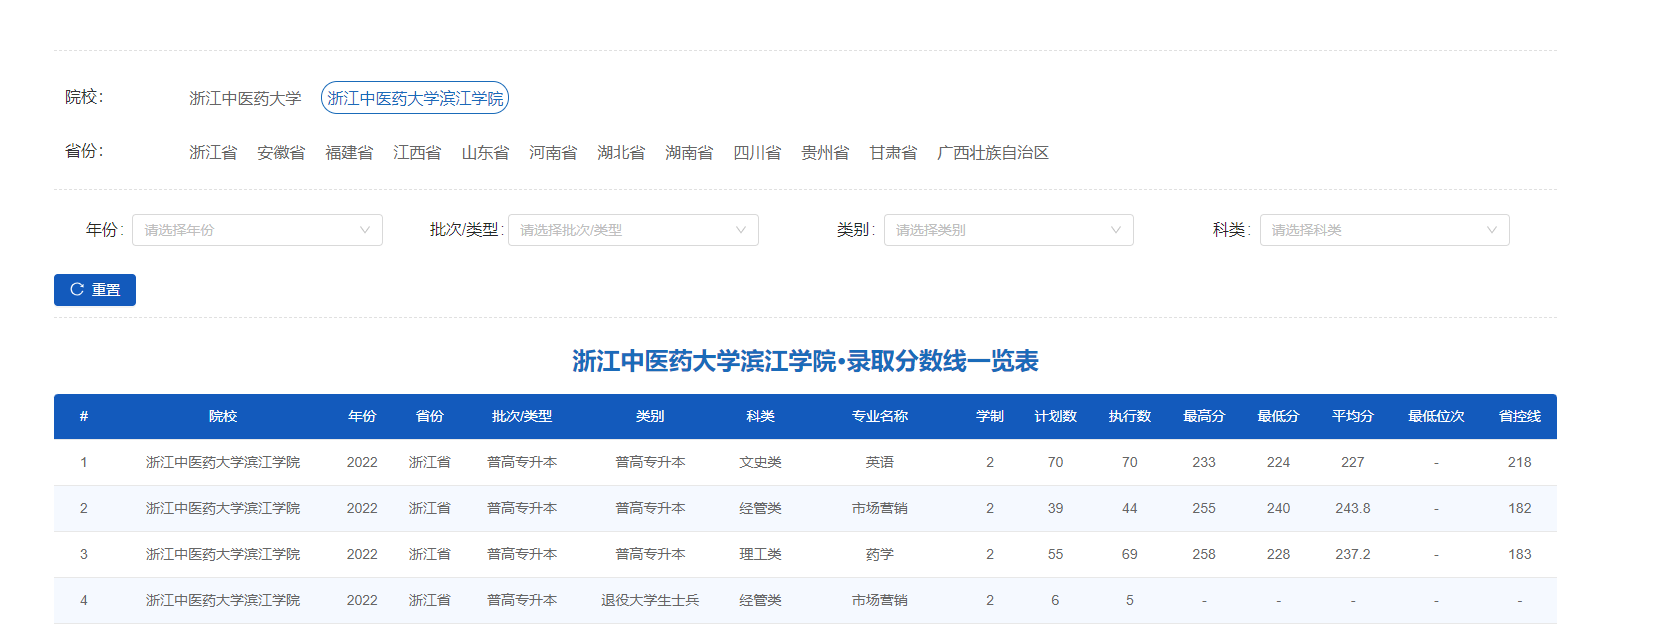 院校： 浙江中医药大学 浙江中医药大学滨江学院
省份： 浙江省 安徽省 福建省 江西省 山东省 河南省 湖北省 湖南省 四川省 贵州省 甘肃省 广西壮族自治区
年份： 请选择年份 批次/类型： 请选择批次/类型 类别： 请选择类别 科类： 请选择科类
重置
浙江中医药大学滨江学院•录取分数线一览表
# 院校 年份 省份 批次/类型 类别 科类 专业名称 学制 计划数 执行数 最高分 最低分 平均分 最低位次 省控线
1 浙江中医药大学滨江学院 2022 浙江省 普高专升本 普高专升本 文史类 英语 2 70 70 233 224 227 - 218
2 浙江中医药大学滨江学院 2022 浙江省 普高专升本 普高专升本 经管类 市场营销 2 39 44 255 240 243.8 - 182
3 浙江中医药大学滨江学院 2022 浙江省 普高专升本 普高专升本 理工类 药学 2 55 69 258 228 237.2 - 183
4 浙江中医药大学滨江学院 2022 浙江省 普高专升本 退役大学生士兵 经管类 市场营销 2 6 5 - - - - -